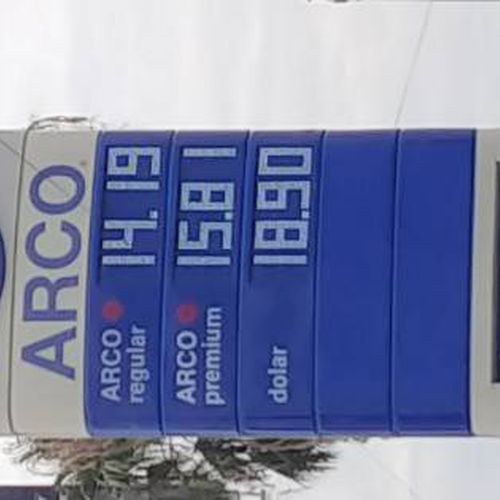 ARCO
ARCO
regular
14.19
ARCO
premium
15.81
dolar
18.90